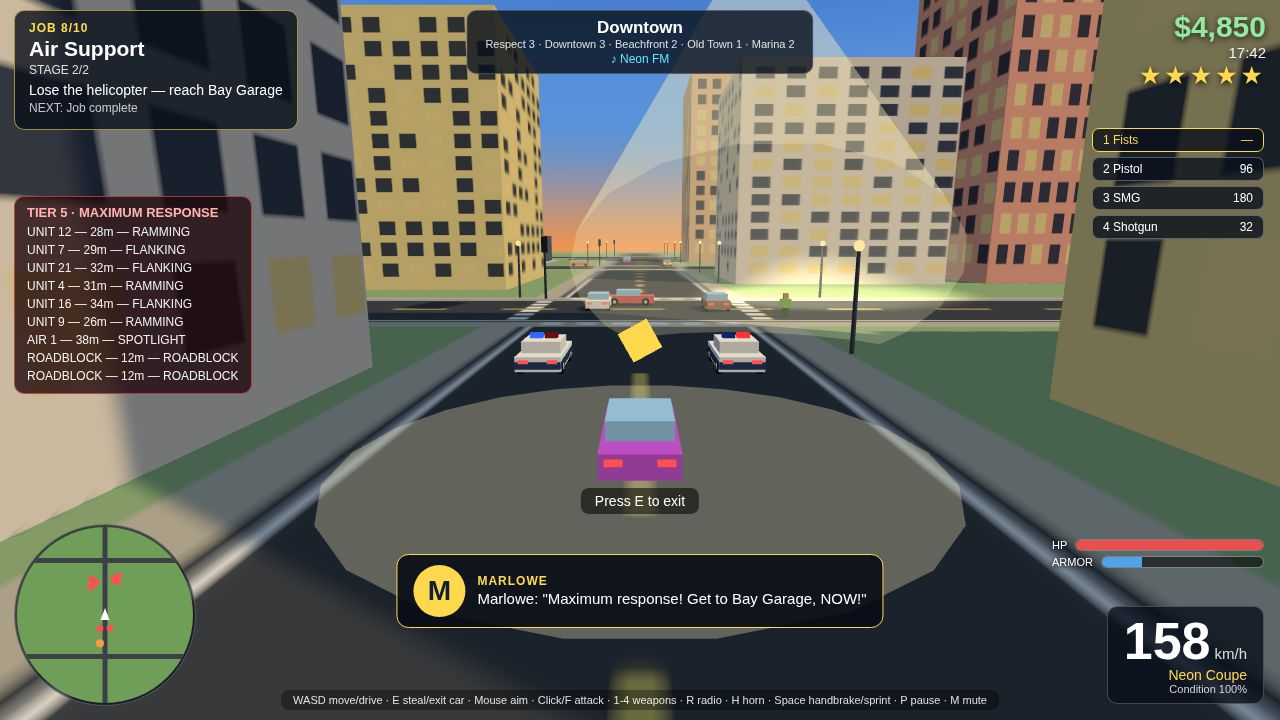 JOB 8/10
Air Support
STAGE 2/2
Lose the helicopter — reach Bay Garage
NEXT: Job complete
Downtown
Respect 3 · Downtown 3 · Beachfront 2 · Old Town 1 · Marina 2
♪ Neon FM
$4,850
17:42
★★★★★
1 Fists —
2 Pistol 96
3 SMG 180
4 Shotgun 32
TIER 5 · MAXIMUM RESPONSE
UNIT 12 — 28m — RAMMING
UNIT 7 — 29m — FLANKING
UNIT 21 — 32m — FLANKING
UNIT 4 — 31m — RAMMING
UNIT 16 — 34m — FLANKING
UNIT 9 — 26m — RAMMING
AIR 1 — 38m — SPOTLIGHT
ROADBLOCK — 12m — ROADBLOCK
ROADBLOCK — 12m — ROADBLOCK
Press E to exit
HP
ARMOR
M
MARLOWE
Marlowe: "Maximum response! Get to Bay Garage, NOW!"
158 km/h
Neon Coupe
Condition 100%
WASD move/drive · E steal/exit car · Mouse aim · Click/F attack · 1-4 weapons · R radio · H horn · Space handbrake/sprint · P pause · M mute